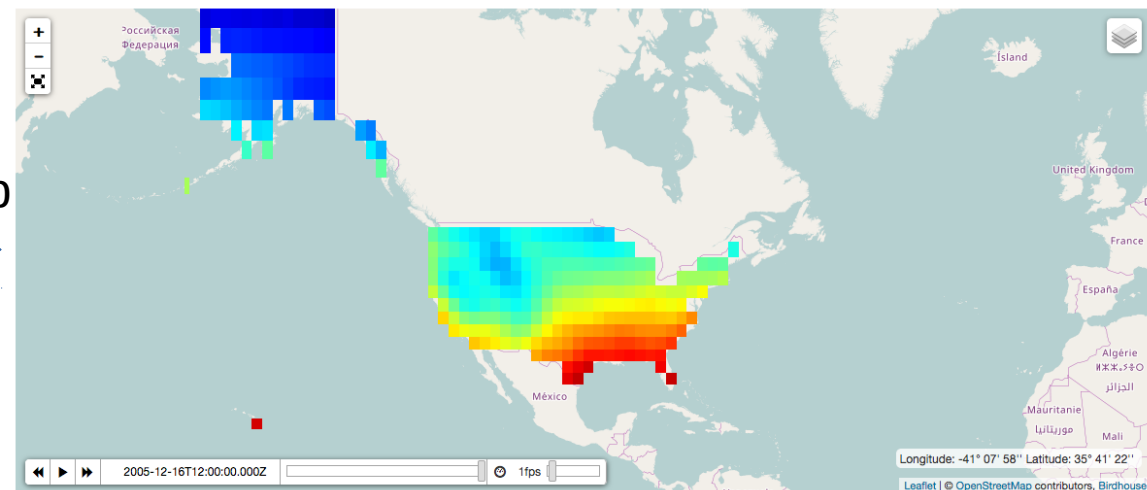 +
−
Российская
Федерация
Ísland
United Kingdom
France
España
Algérie
ⵍⵣⵣⴰⵢⴻⵔ
الجزائر
Mauritanie
موريتانيا
Mali
México
2005-12-16T12:00:00.000Z
1fps
Longitude: -41° 07' 58'' Latitude: 35° 41' 22''
Leaflet | © OpenStreetMap contributors, Birdhouse